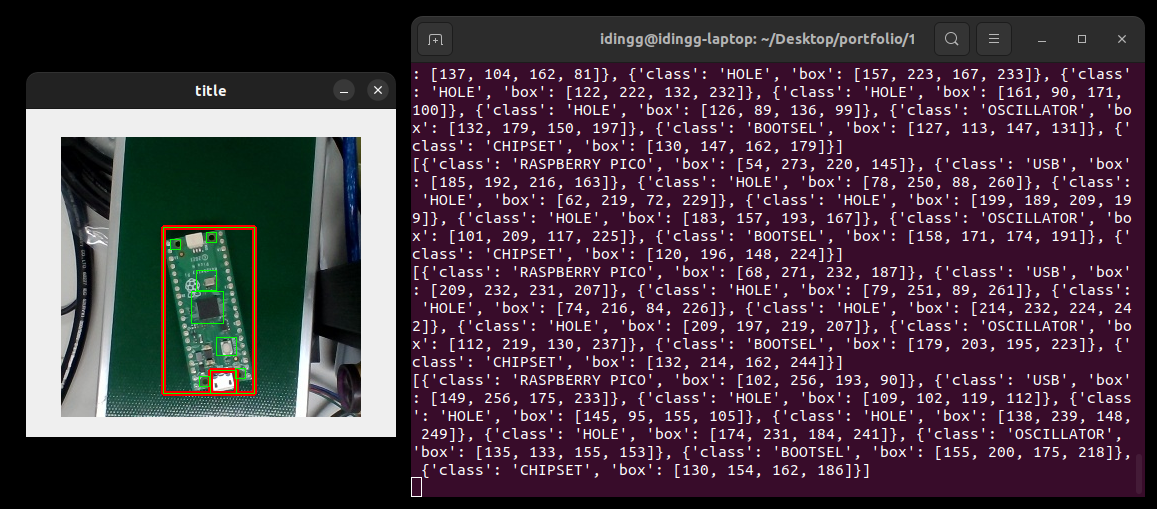 title
idingg@idingg-laptop: ~/Desktop/portfolio/1
: [137, 104, 162, 81]}, {'class': 'HOLE', 'box': [157, 223, 167, 233]}, {'class'
: 'HOLE', 'box': [122, 222, 132, 232]}, {'class': 'HOLE', 'box': [161, 90, 171,
100]}, {'class': 'HOLE', 'box': [126, 89, 136, 99]}, {'class': 'OSCILLATOR', 'bo
x': [132, 179, 150, 197]}, {'class': 'BOOTSEL', 'box': [127, 113, 147, 131]}, {'
class': 'CHIPSET', 'box': [130, 147, 162, 179]}]
[{'class': 'RASPBERRY PICO', 'box': [54, 273, 220, 145]}, {'class': 'USB', 'box'
: [185, 192, 216, 163]}, {'class': 'HOLE', 'box': [78, 250, 88, 260]}, {'class':
'HOLE', 'box': [62, 219, 72, 229]}, {'class': 'HOLE', 'box': [199, 189, 209, 19
9]}, {'class': 'HOLE', 'box': [183, 157, 193, 167]}, {'class': 'OSCILLATOR', 'bo
x': [101, 209, 117, 225]}, {'class': 'BOOTSEL', 'box': [158, 171, 174, 191]}, {'
class': 'CHIPSET', 'box': [120, 196, 148, 224]}]
[{'class': 'RASPBERRY PICO', 'box': [68, 271, 232, 187]}, {'class': 'USB', 'box'
: [209, 232, 231, 207]}, {'class': 'HOLE', 'box': [79, 251, 89, 261]}, {'class':
'HOLE', 'box': [74, 216, 84, 226]}, {'class': 'HOLE', 'box': [214, 232, 224, 24
2]}, {'class': 'HOLE', 'box': [209, 197, 219, 207]}, {'class': 'OSCILLATOR', 'bo
x': [112, 219, 130, 237]}, {'class': 'BOOTSEL', 'box': [179, 203, 195, 223]}, {'
class': 'CHIPSET', 'box': [132, 214, 162, 244]}]
[{'class': 'RASPBERRY PICO', 'box': [102, 256, 193, 90]}, {'class': 'USB', 'box'
: [149, 256, 175, 233]}, {'class': 'HOLE', 'box': [109, 102, 119, 112]}, {'class
': 'HOLE', 'box': [145, 95, 155, 105]}, {'class': 'HOLE', 'box': [138, 239, 148,
249]}, {'class': 'HOLE', 'box': [174, 231, 184, 241]}, {'class': 'OSCILLATOR',
'box': [135, 133, 155, 153]}, {'class': 'BOOTSEL', 'box': [155, 200, 175, 218]},
{'class': 'CHIPSET', 'box': [130, 154, 162, 186]}]